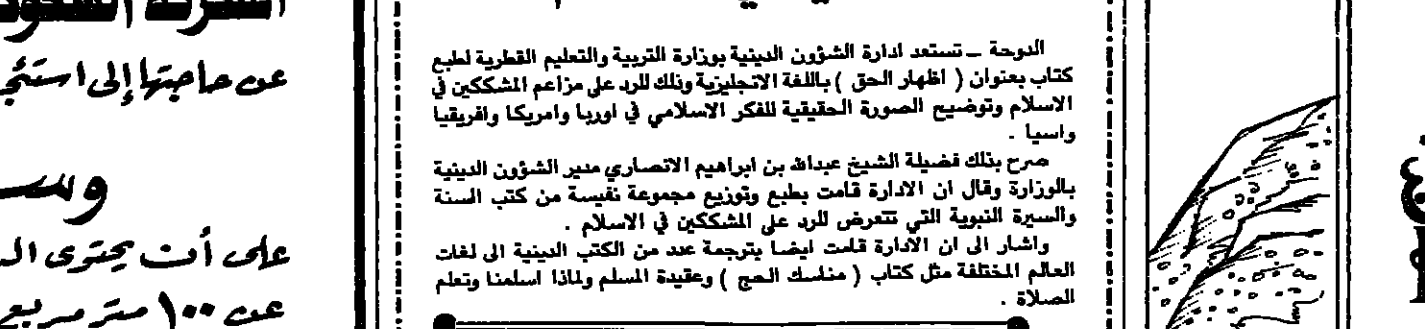 الدوحة ــ تستعد ادارة الشؤون الدينية بوزارة التربية والتعليم القطرية لطبع
كتاب بعنوان ( اظهار الحق ) باللغة الانجليزية وذلك للرد على مزاعم المشككين في
الاسلام وتوضيح الصورة الحقيقية للفكر الاسلامي في اوربا وامريكا وافريقيا
واسيا .
صرح بذلك فضيلة الشيخ عبدالله بن ابراهيم الانصاري مدير الشؤون الدينية
بالوزارة وقال ان الادارة قامت بطبع وتوزيع مجموعة نفيسة من كتب السنة
والسيرة النبوية التي تتعرض للرد على المشككين في الاسلام .
واشار الى ان الادارة قامت ايضا بترجمة عدد من الكتب الدينية الى لغات
العالم المختلفة مثل كتاب ( مناسك الحج ) وعقيدة المسلم ولماذا اسلمنا وتعلم
الصلاة .
عن حاجتها إلى
على أن يحتوى
عن ١٠٠ متر مربع